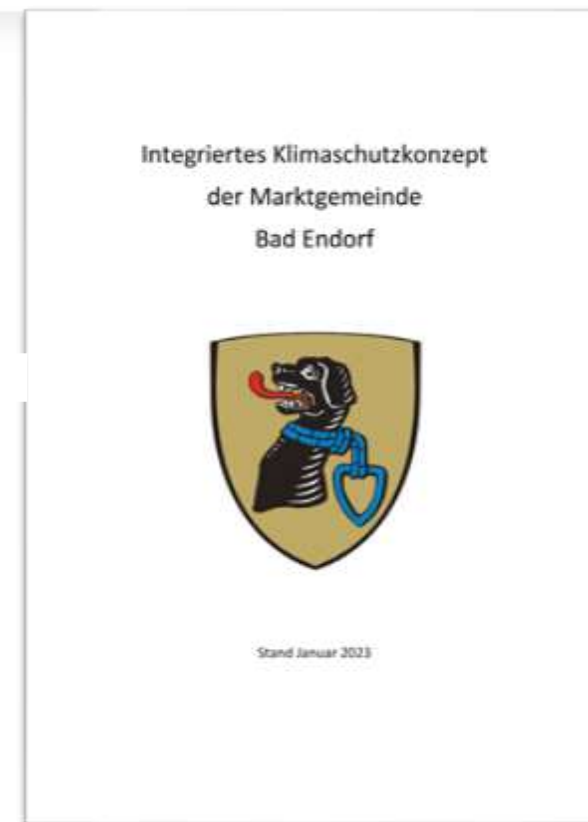 Integriertes Klimaschutzkonzept
der Marktgemeinde
Bad Endorf
Stand Januar 2023